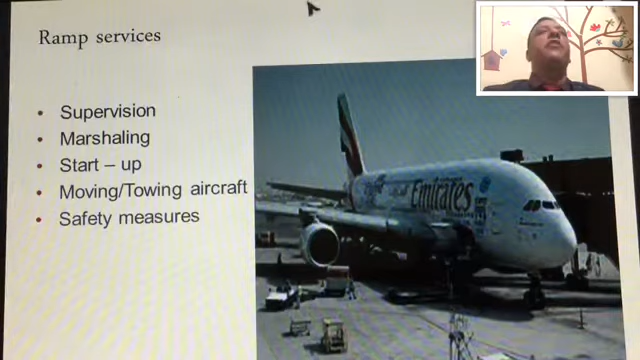 Ramp services
• Supervision
• Marshaling
• Start – up
• Moving/Towing aircraft
• Safety measures
Emirates